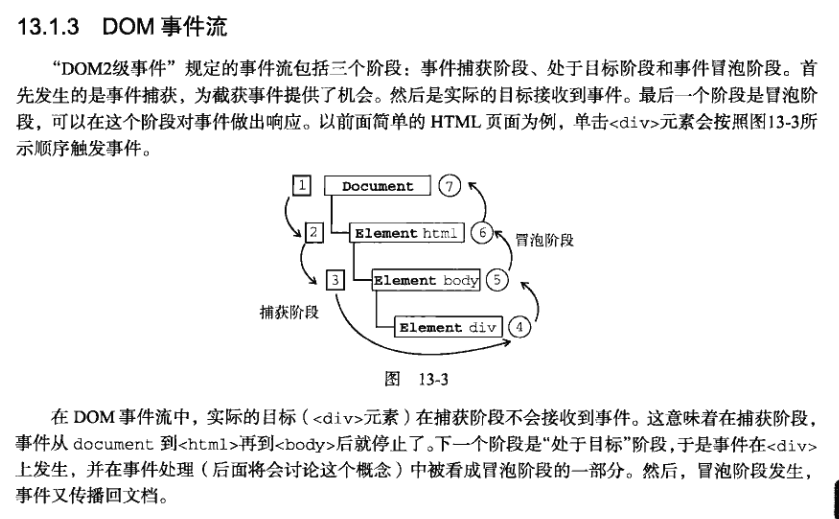 13.1.3 DOM 事件流
“DOM2级事件”规定的事件流包括三个阶段：事件捕获阶段、处于目标阶段和事件冒泡阶段。首
先发生的是事件捕获，为截获事件提供了机会。然后是实际的目标接收到事件。最后一个阶段是冒泡阶
段，可以在这个阶段对事件做出响应。以前面简单的 HTML 页面为例，单击<div>元素会按照图13-3所
示顺序触发事件。
1 Document 7
2 Element html 6
冒泡阶段
3 Element body 5
捕获阶段
Element div 4
图 13-3
在 DOM 事件流中，实际的目标（<div>元素）在捕获阶段不会接收到事件。这意味着在捕获阶段，
事件从 document 到<html>再到<body>后就停止了。下一个阶段是“处于目标”阶段，于是事件在<div>
上发生，并在事件处理（后面将会讨论这个概念）中被看成冒泡阶段的一部分。然后，冒泡阶段发生，
事件又传播回文档。